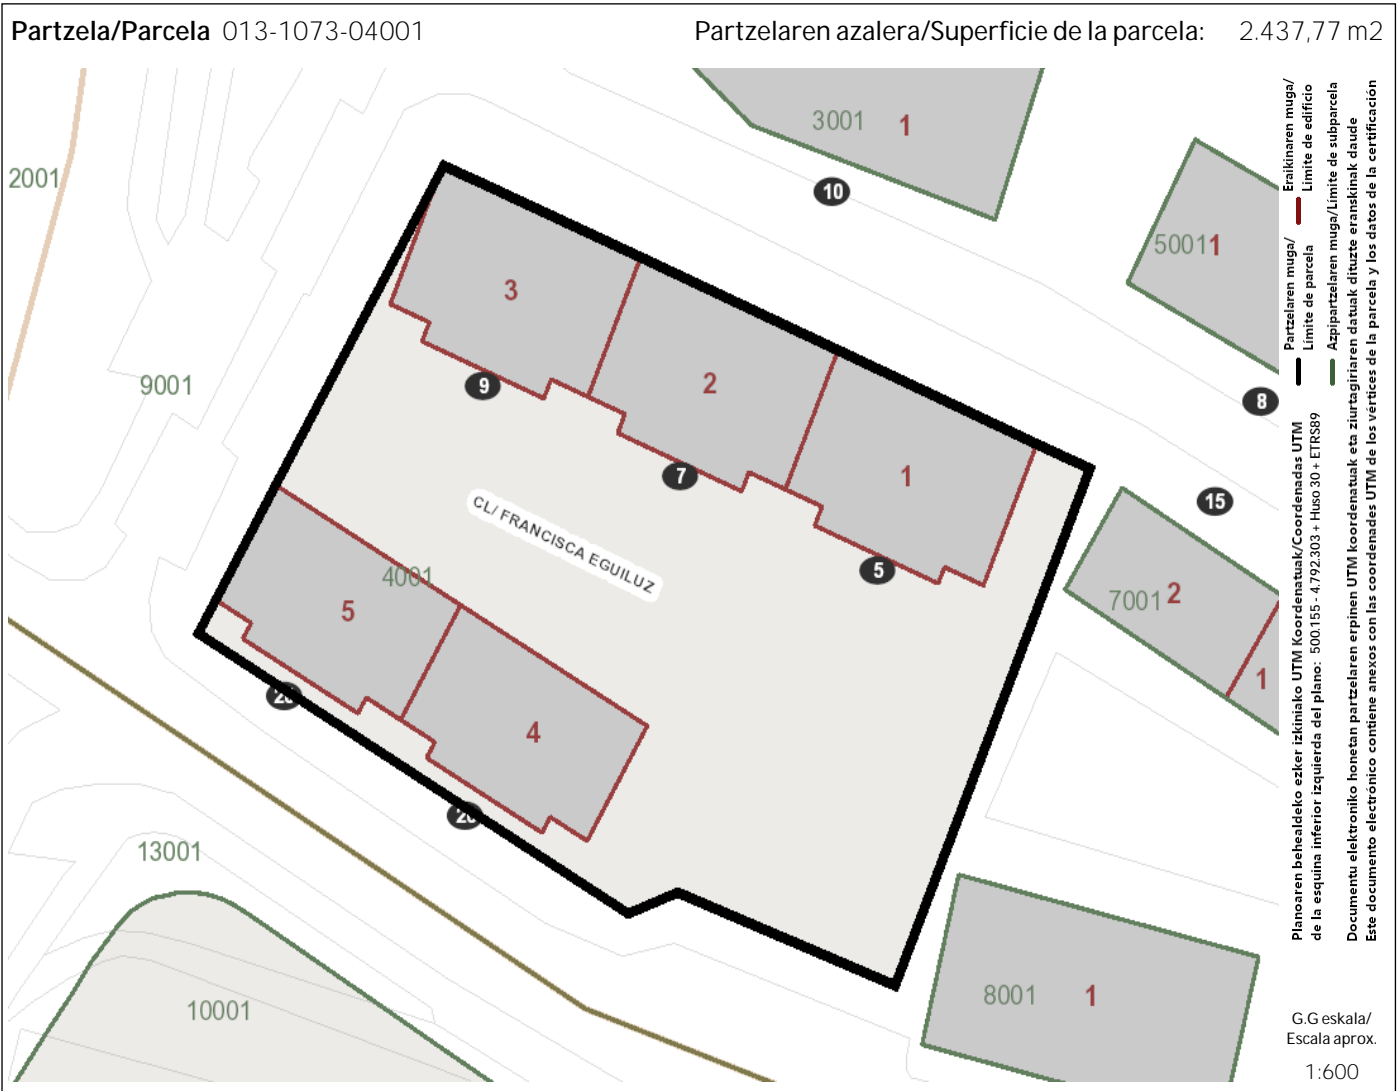 Partzela/Parcela 013-1073-04001
Partzelaren azalera/Superficie de la parcela: 2.437,77 m2
3001 1
2001
10
50011
3
9001
9
2
8
7
1
15
CL/ FRANCISCA EGUILUZ
5
4001
5
7001 2
1
4
13001
10001
8001 1
Partzelaren muga/
Límite de parcela
Eraikinaren muga/
Límite de edificio
Azpipartzelaren muga/Límite de subparcela
Planoaren behealdeko ezker izkiniako UTM Koordenatuak/Coordenadas UTM
de la esquina inferior izquierda del plano: 500.155 - 4.792.303 + Huso 30 + ETRS89
Documentu elektroniko honetan partzelaren erpinen UTM koordenatuak eta ziurtagiriaren datuak dituzte eranskinak daude
Este documento electrónico contiene anexos con las coordenadas UTM de los vértices de la parcela y los datos de la certificación
G.G eskala/
Escala aprox.
1:600